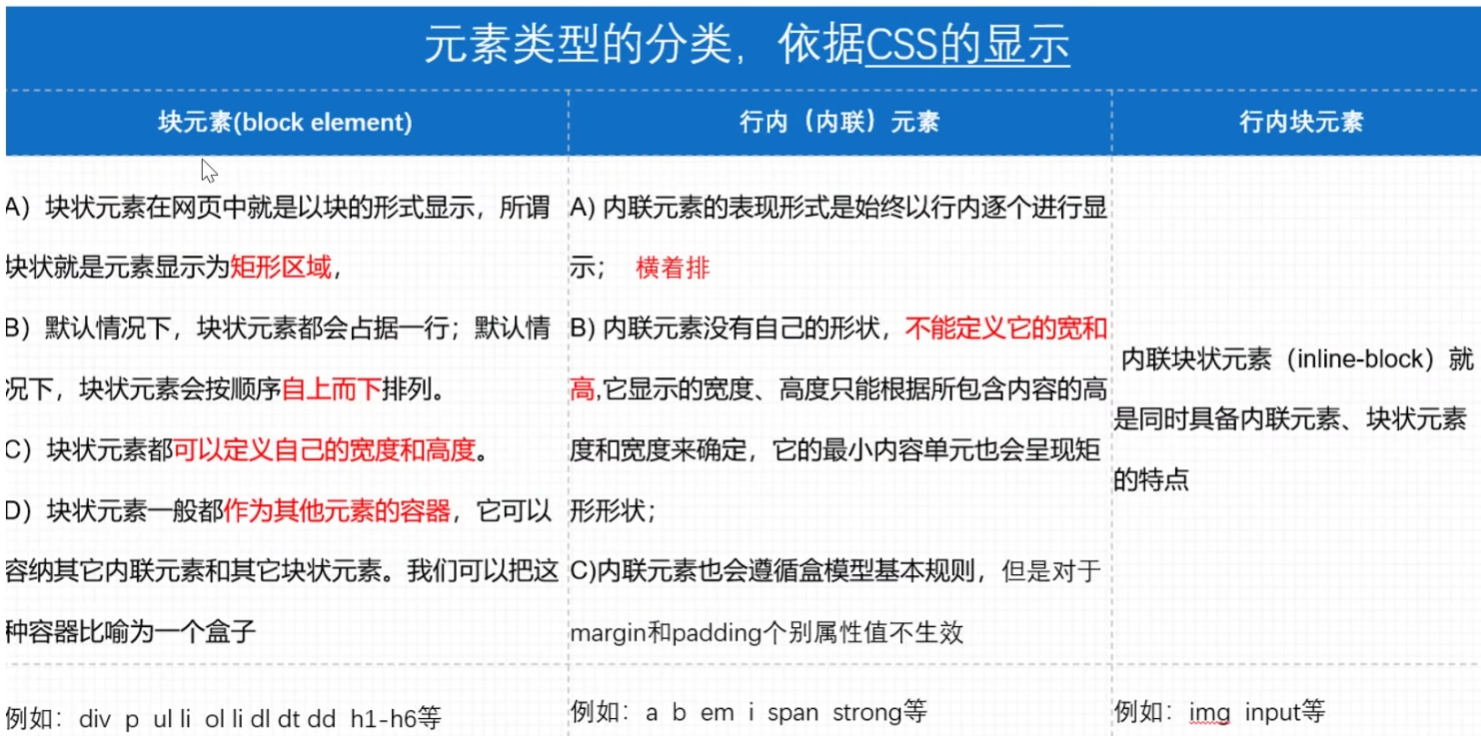 元素类型的分类，依据CSS的显示
块元素(block element)
行内（内联）元素
行内块元素
A）块状元素在网页中就是以块的形式显示，所谓
块状就是元素显示为矩形区域，
B）默认情况下，块状元素都会占据一行；默认情
况下，块状元素会按顺序自上而下排列。
C）块状元素都可以定义自己的宽度和高度。
D）块状元素一般都作为其他元素的容器，它可以
容纳其它内联元素和其它块状元素。我们可以把这
种容器比喻为一个盒子
A) 内联元素的表现形式是始终以行内逐个进行显
示； 横着排
B) 内联元素没有自己的形状，不能定义它的宽和
高,它显示的宽度、高度只能根据所包含内容的高
度和宽度来确定，它的最小内容单元也会呈现矩
形形状；
C)内联元素也会遵循盒模型基本规则，但是对于
margin和padding个别属性值不生效
内联块状元素（inline-block）就
是同时具备内联元素、块状元素
的特点
例如：div p ul li ol li dl dt dd h1-h6等
例如：a b em i span strong等
例如：img input等